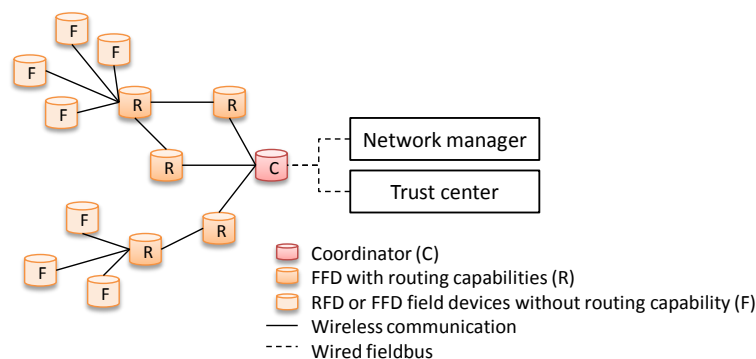 F
F
F
F
R
R
R
C
Network manager
Trust center
F
F
F
R
R
Coordinator (C)
FFD with routing capabilities (R)
RFD or FFD field devices without routing capability (F)
Wireless communication
Wired fieldbus